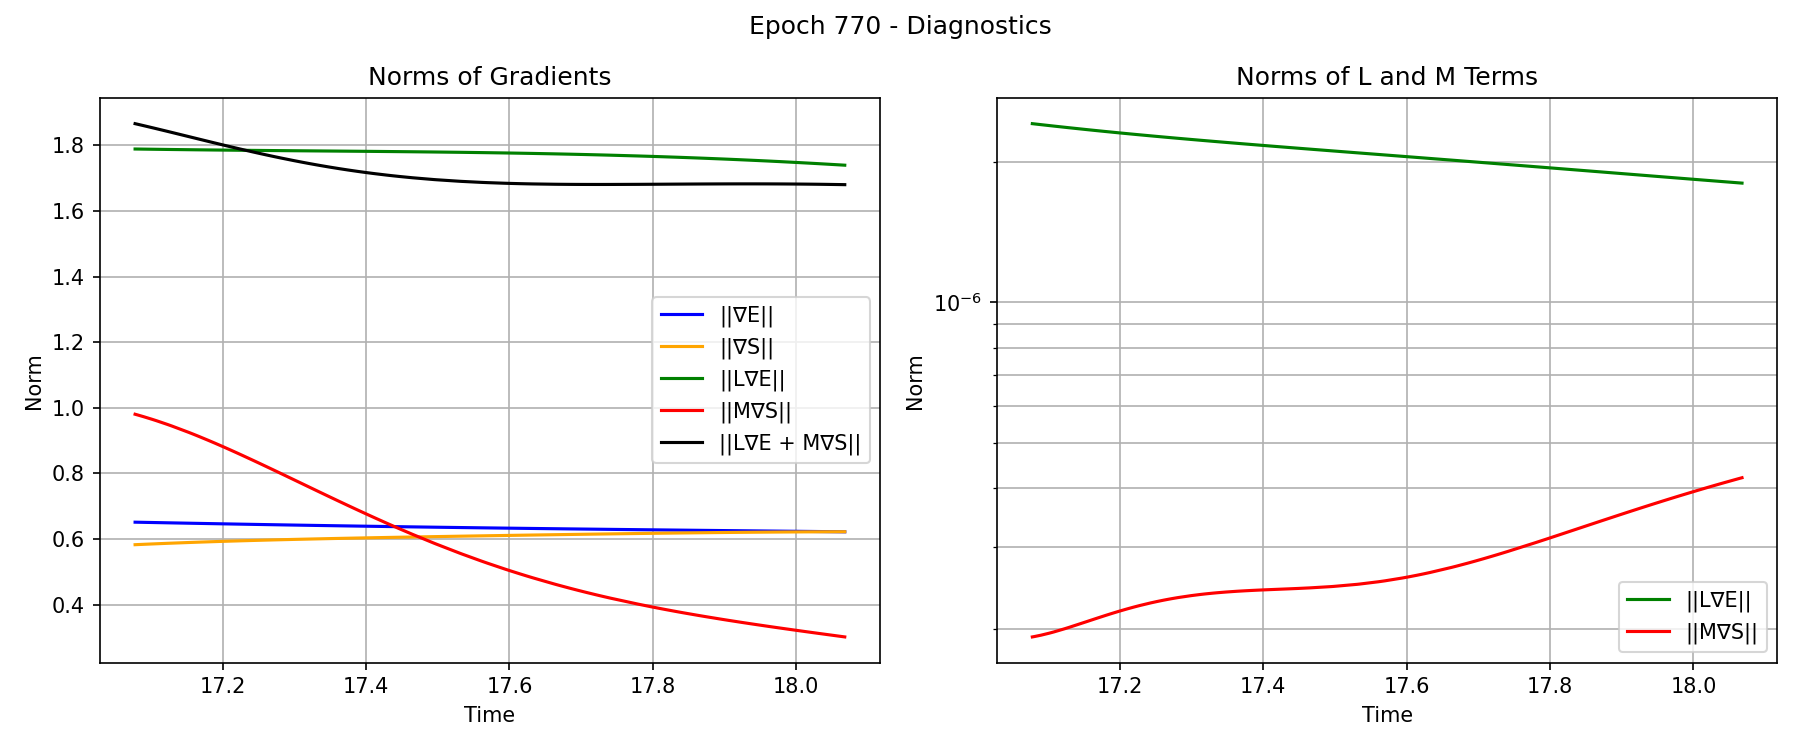 Epoch 770 - Diagnostics
Norms of Gradients
1.8
1.6
1.4
1.2
1.0
0.8
0.6
0.4
Norm
17.2 17.4 17.6 17.8 18.0
Time
||∇E||
||∇S||
||L∇E||
||M∇S||
||L∇E + M∇S||
Norms of L and M Terms
10⁻⁶
Norm
17.2 17.4 17.6 17.8 18.0
Time
||L∇E||
||M∇S||